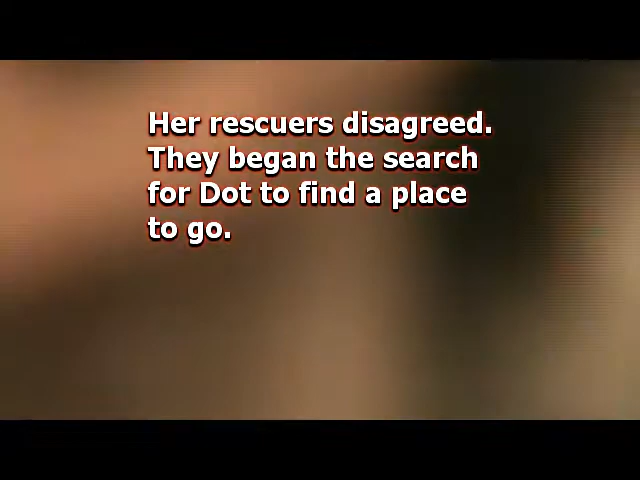 Her rescuers disagreed.
They began the search
for Dot to find a place
to go.